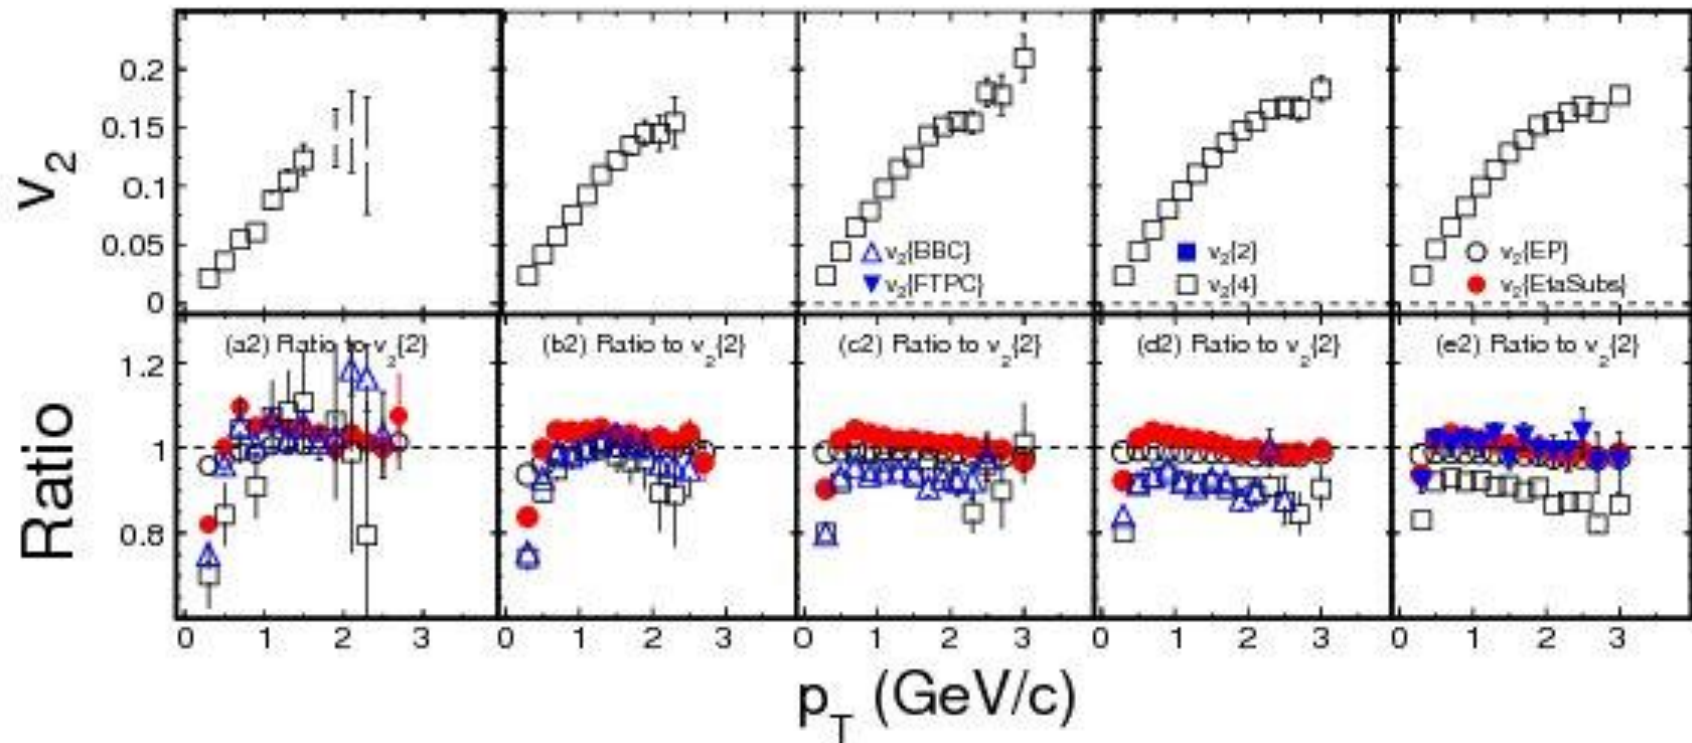 v2
0.2
0.15
0.1
0.05
0
v2{BBC}
v2{FTPC}
v2{2}
v2{4}
v2{EP}
v2{EtaSubs}
Ratio
1.2
1
0.8
(a2) Ratio to v2{2}
(b2) Ratio to v2{2}
(c2) Ratio to v2{2}
(d2) Ratio to v2{2}
(e2) Ratio to v2{2}
0 1 2 3 0 1 2 3 0 1 2 3 0 1 2 3 0 1 2 3
pT (GeV/c)